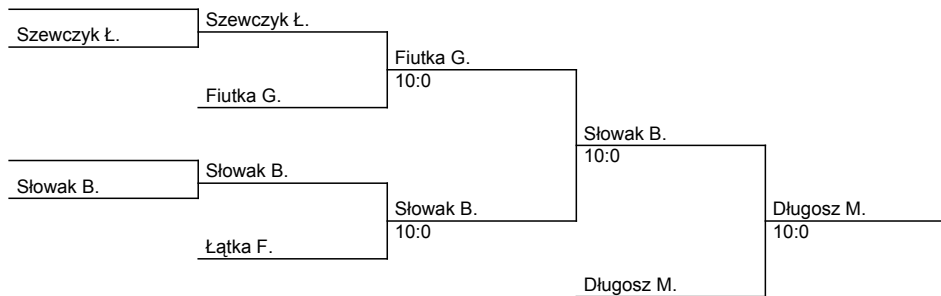 Szewczyk Ł.
Szewczyk Ł.
Fiutka G.
10:0
Fiutka G.
Słowak B.
10:0
Słowak B.
Słowak B.
Słowak B.
10:0
Długosz M.
10:0
Łątka F.
Długosz M.